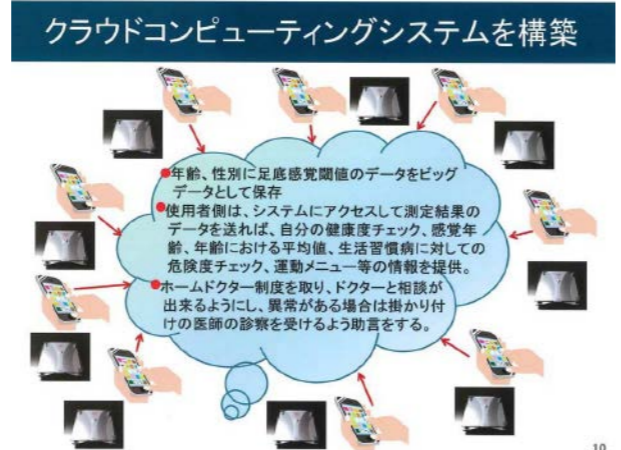 クラウドコンピューティングシステムを構築
●年齢、性別に足底感覚閾値のデータをビッグ
データとして保存
●使用者側は、システムにアクセスして測定結果の
データを送れば、自分の健康度チェック、感覚年
齢、年齢における平均値、生活習慣病に対しての
危険度チェック、運動メニュー等の情報を提供。
●ホームドクター制度を取り、ドクターと相談が
出来るようにし、異常がある場合は掛かり付
けの医師の診察を受けるよう助言をする。
10